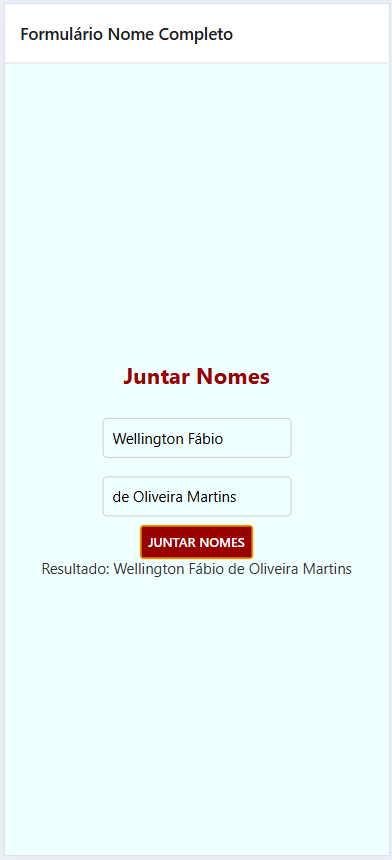 Formulário Nome Completo
Juntar Nomes
Wellington Fábio
de Oliveira Martins
JUNTAR NOMES
Resultado: Wellington Fábio de Oliveira Martins